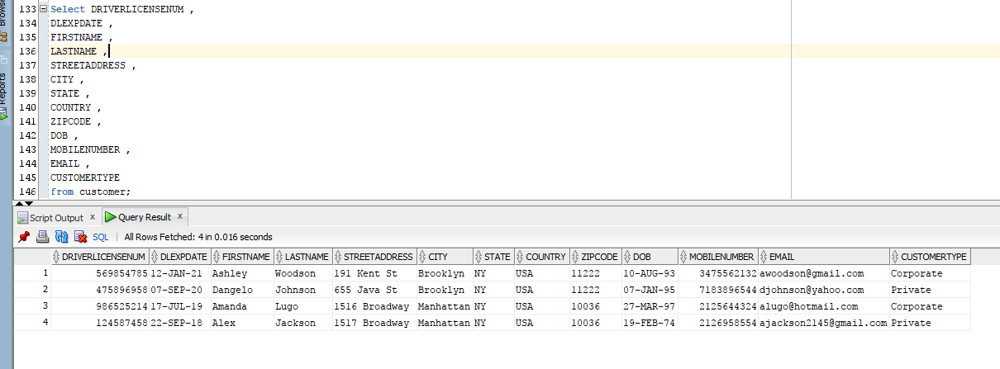 Browse
133 Select DRIVERLICENSENUM ,
134 DLEXPDATE ,
135 FIRSTNAME ,
136 LASTNAME ,
137 STREETADDRESS ,
138 CITY ,
139 STATE ,
140 COUNTRY ,
141 ZIPCODE ,
142 DOB ,
143 MOBILENUMBER ,
144 EMAIL ,
145 CUSTOMERTYPE
146 from customer;
Reports
Script Output x Query Result x
SQL | All Rows Fetched: 4 in 0.016 seconds
DRIVERLICENSENUM DLEXPDATE FIRSTNAME LASTNAME STREETADDRESS CITY STATE COUNTRY ZIPCODE DOB MOBILENUMBER EMAIL CUSTOMERTYPE
1 569854785 12-JAN-21 Ashley Woodson 191 Kent St Brooklyn NY USA 11222 10-AUG-93 3475562132 awoodson@gmail.com Corporate
2 475896958 07-SEP-20 Dangelo Johnson 655 Java St Brooklyn NY USA 11222 07-JAN-95 7183896544 djohnson@yahoo.com Private
3 986525214 17-JUL-19 Amanda Lugo 1516 Broadway Manhattan NY USA 10036 27-MAR-97 2125644324 alugo@hotmail.com Corporate
4 124587458 22-SEP-18 Alex Jackson 1517 Broadway Manhattan NY USA 10036 19-FEB-74 2126958554 ajackson2145@gmail.com Private